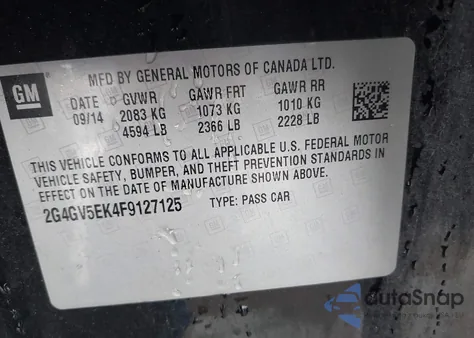 GM
MFD BY GENERAL MOTORS OF CANADA LTD.
DATE GVWR GAWR FRT GAWR RR
09/14 2083 KG 1073 KG 1010 KG
4594 LB 2366 LB 2228 LB
THIS VEHICLE CONFORMS TO ALL APPLICABLE U.S. FEDERAL MOTOR
VEHICLE SAFETY, BUMPER, AND THEFT PREVENTION STANDARDS IN
EFFECT ON THE DATE OF MANUFACTURE SHOWN ABOVE.
2G4GV5EK4F9127125 TYPE: PASS CAR
autoSnap